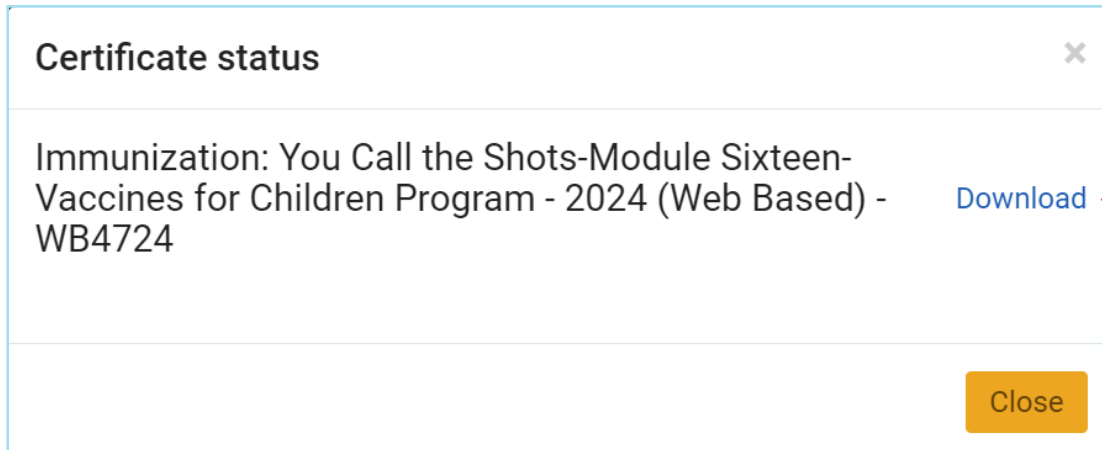 Certificate status ×
Immunization: You Call the Shots-Module Sixteen-
Vaccines for Children Program - 2024 (Web Based) -
WB4724
Download
Close